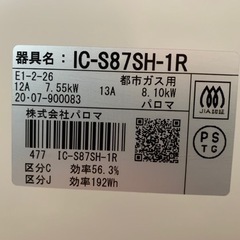 器具名: IC-S87SH-1R
E1-2-26 都市ガス用
12A 7.55kW 13A 8.10kW
20·07-900083 パロマ
株式会社パロマ
477 IC-S87SH-1R
区分C 効率56.3%
区分J 効率192Wh
JIA認証
PS
TG